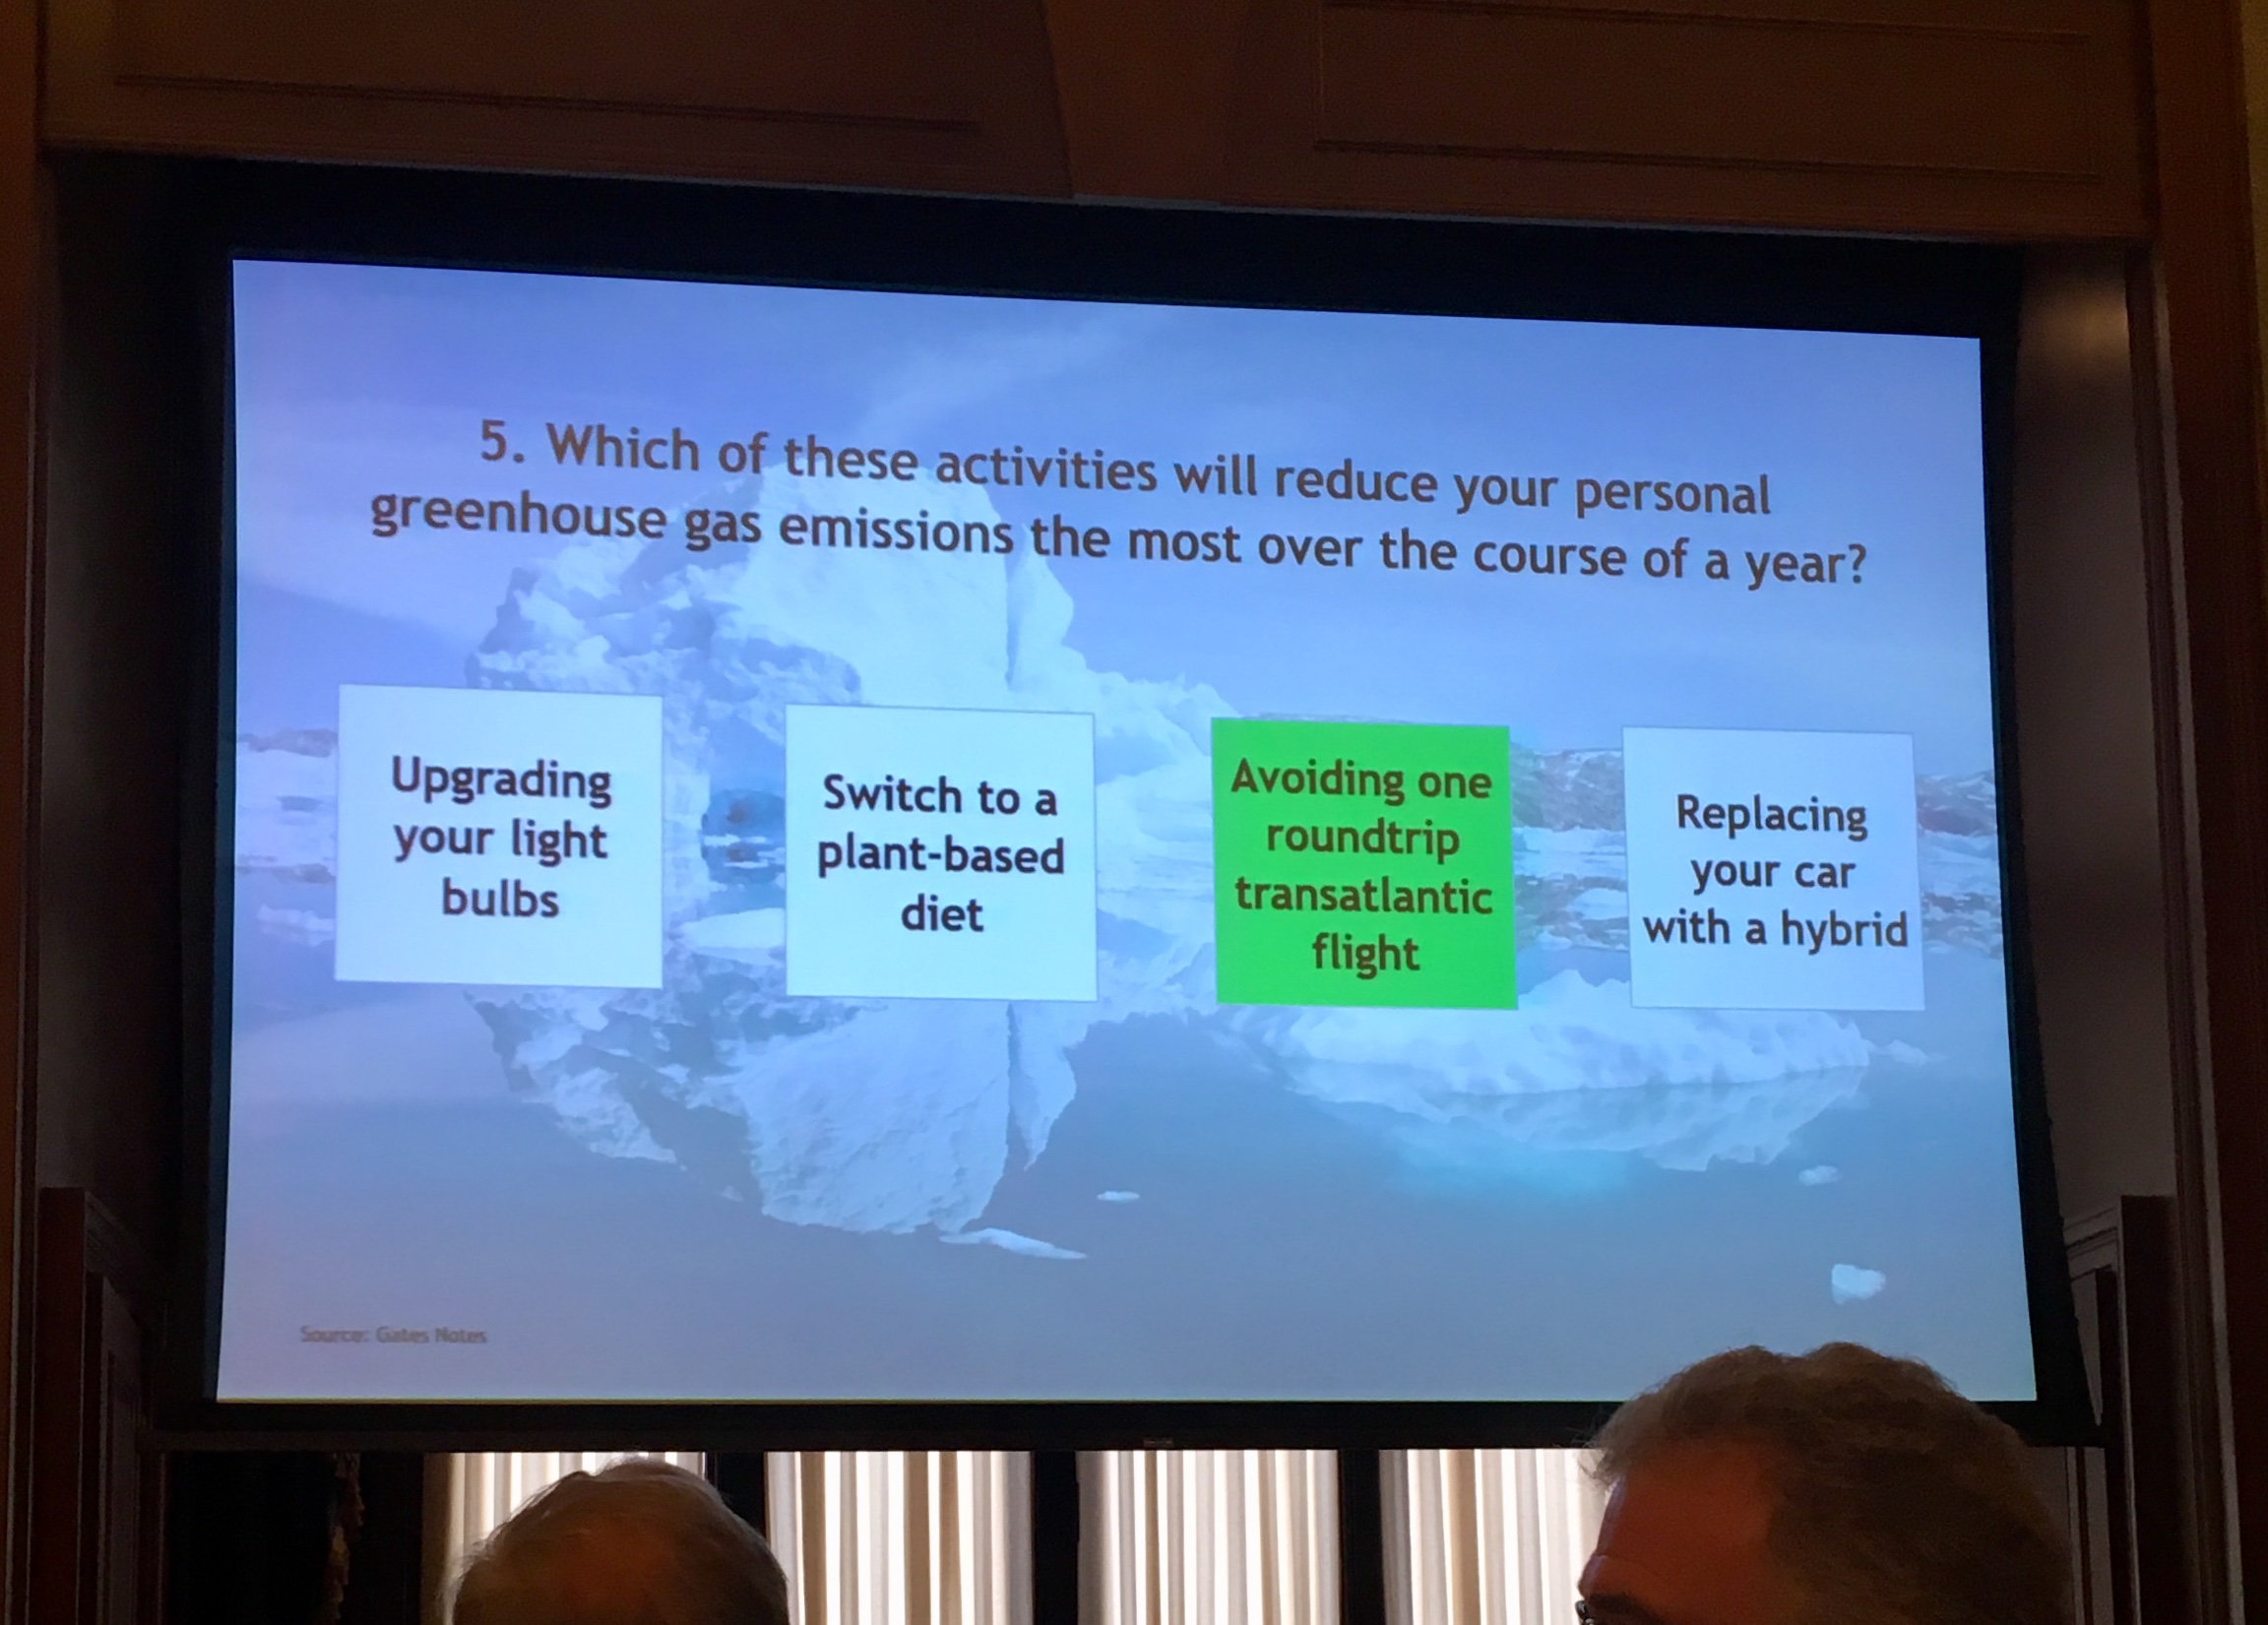 5. Which of these activities will reduce your personal
greenhouse gas emissions the most over the course of a year?
Upgrading
your light
bulbs
Switch to a
plant-based
diet
Avoiding one
roundtrip
transatlantic
flight
Replacing
your car
with a hybrid
Source: Gates Notes